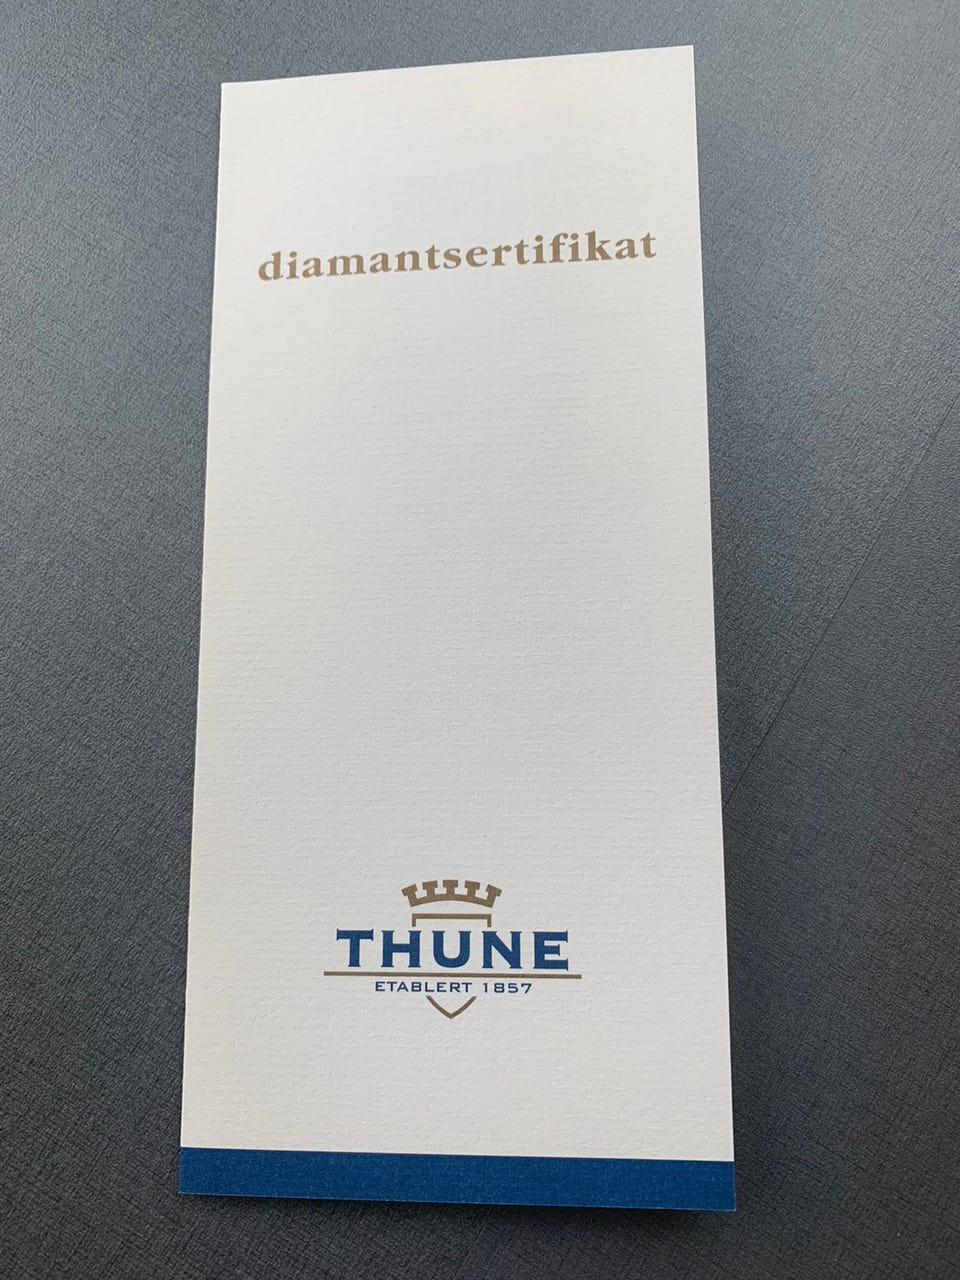 diamantsertifikat
THUNE
ETABLERT 1857